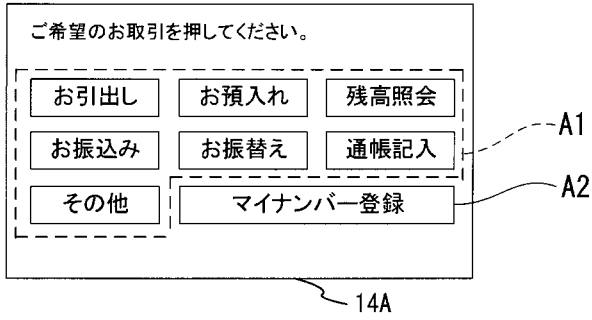 ご希望のお取引を押してください。
お引出し お預入れ 残高照会
お振込み お振替え 通帳記入
A1
その他 マイナンバー登録
A2
14A